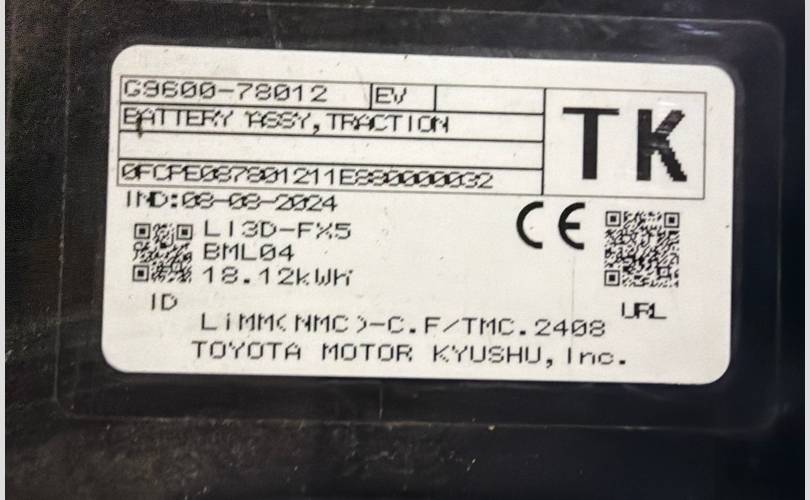 G9600-78012 EV
TK
BATTERY ASSY,TRACTION
0FCPE087801211E880000032
IND:08-08-2024
CE
LI3D-FX5
BML04
18.12kWh
ID
URL
LiMM(NMC)-C.F/TMC.2408
TOYOTA MOTOR KYUSHU,Inc.